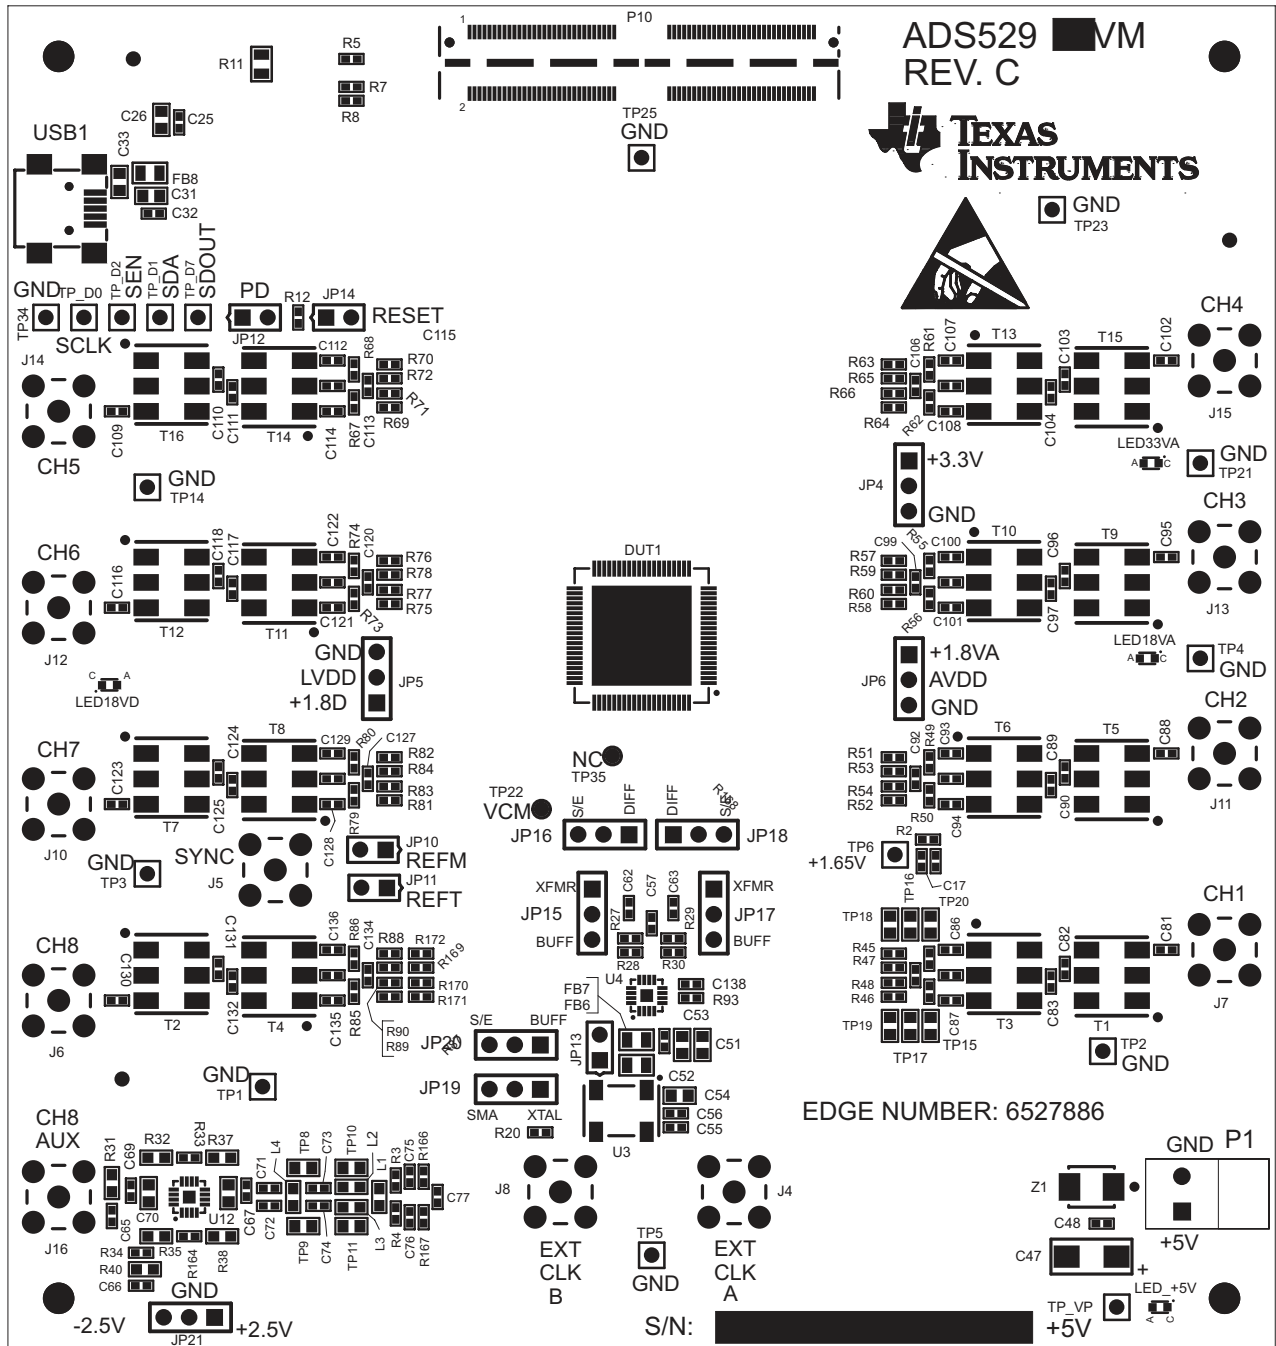 P10
1
2
ADS529 VM
REV. C
TEXAS
INSTRUMENTS
R11
R5
R7
R8
C26
C25
USB1
C33
FB8
C31
C32
TP25
GND
GND
TP23
GND
TP34
TP_D0
SCLK
TP_D2
SEN
TP_D1
SDA
TP_D7
SDOUT
PD
JP12
R12
JP14
RESET
C115
J14
CH5
C109
T16
C110
C111
T14
C112
R68
R70
R72
R71
R69
R67
C113
C114
GND
TP14
R63
R65
R66
R64
C106
R61
C107
R62
C108
T13
C103
C104
T15
C102
CH4
J15
LED33VA
A
C
GND
TP21
JP4
+3.3V
GND
CH6
J12
C116
T12
C118
C117
T11
C122
R74
C120
R76
R78
R77
R75
C121
R73
DUT1
C99
R55
C100
R57
R59
R60
R58
R56
C101
T10
C96
C97
T9
C95
CH3
J13
LED18VA
A
C
TP4
GND
C
A
LED18VD
GND
LVDD
+1.8D
JP5
JP6
+1.8VA
AVDD
GND
CH7
J10
C123
T7
C124
C125
T8
C129
R80
C127
R82
R84
R83
R81
R79
C128
NC
TP35
TP22
VCM
R51
R53
R54
R52
C92
R49
C93
R50
C94
T6
C89
C90
T5
C88
CH2
J11
GND
TP3
SYNC
J5
JP10
REFM
JP11
REFT
JP16
S/E
DIFF
DIFF
S/E
R168
JP18
R2
TP6
+1.65V
C17
TP16
TP20
XFMR
JP15
BUFF
C62
C57
C63
R27
R29
R28
R30
XFMR
JP17
BUFF
CH8
J6
C130
T2
C131
C132
T4
C136
R86
C134
R88
R172
R169
R170
R171
R85
C135
R90
R89
TP18
R45
R47
R48
R46
TP19
TP17
TP15
C86
C87
T3
C82
C83
T1
C81
CH1
J7
TP2
GND
U4
FB7
FB6
C138
R93
C53
C51
S/E
BUFF
JP20
JP13
JP19
SMA
XTAL
R20
U3
C52
C54
C56
C55
GND
TP1
EDGE NUMBER: 6527886
CH8
AUX
J16
R31
C69
R32
R33
R37
C65
C70
U12
C67
R34
R35
R164
R38
R40
C66
C71
C72
L4
TP8
TP9
C73
C74
TP10
TP11
L2
L1
L3
R3
R4
C75
C76
R166
R167
C77
J8
EXT
CLK
B
J4
EXT
CLK
A
TP5
GND
GND
P1
+5V
Z1
C48
C47
+
GND
-2.5V
+2.5V
JP21
S/N:
TP_VP
+5V
LED_+5V
A
C